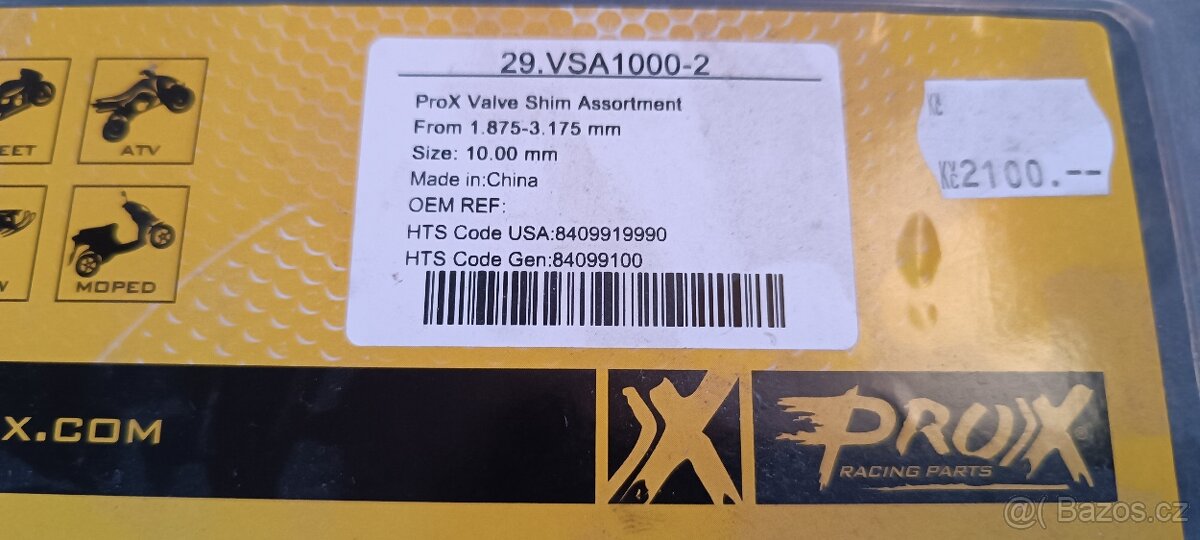 29.VSA1000-2
ProX Valve Shim Assortment
From 1.875-3.175 mm
Size: 10.00 mm
Made in:China
OEM REF:
HTS Code USA:8409919990
HTS Code Gen:84099100
Kč
Kč2100.--
EET
ATV
W
MOPED
X.COM
X
PROX®
RACING PARTS
@( Bazos.cz